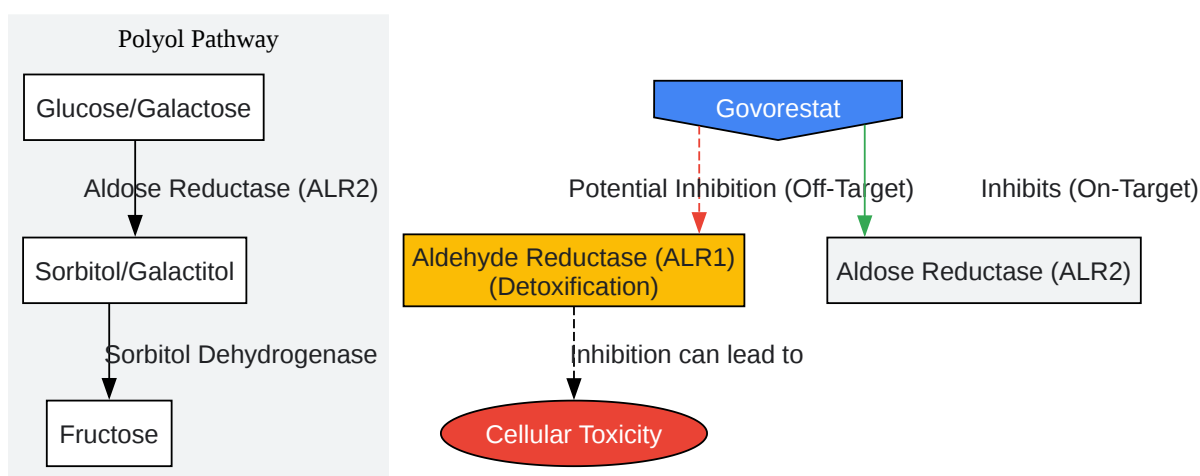 Polyol Pathway
Glucose/Galactose
Aldose Reductase (ALR2)
Sorbitol/Galactitol
Sorbitol Dehydrogenase
Fructose
Govorestat
Potential Inhibition (Off-Target)
Inhibits (On-Target)
Aldehyde Reductase (ALR1)
(Detoxification)
Aldose Reductase (ALR2)
Inhibition can lead to
Cellular Toxicity